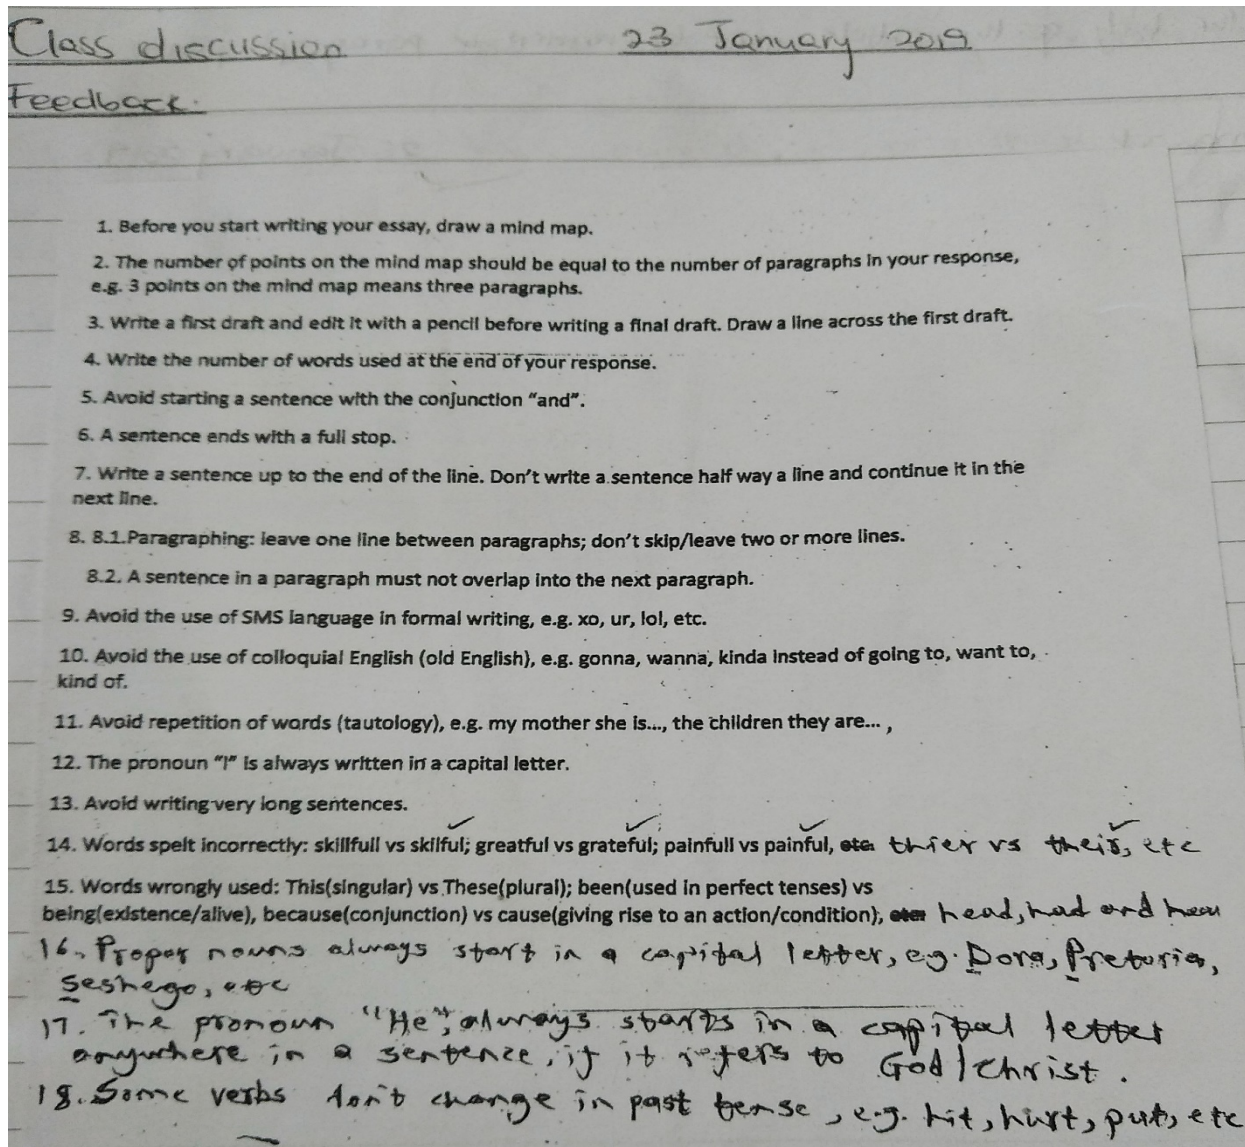 Class discussion 23 January 2019
Feedback:
1. Before you start writing your essay, draw a mind map.
2. The number of points on the mind map should be equal to the number of paragraphs in your response,
e.g. 3 points on the mind map means three paragraphs.
3. Write a first draft and edit it with a pencil before writing a final draft. Draw a line across the first draft.
4. Write the number of words used at the end of your response.
5. Avoid starting a sentence with the conjunction “and”.
6. A sentence ends with a full stop.
7. Write a sentence up to the end of the line. Don’t write a sentence half way a line and continue it in the
next line.
8. 8.1.Paragraphing: leave one line between paragraphs; don’t skip/leave two or more lines.
8.2. A sentence in a paragraph must not overlap into the next paragraph.
9. Avoid the use of SMS language in formal writing, e.g. xo, ur, lol, etc.
10. Avoid the use of colloquial English (old English), e.g. gonna, wanna, kinda instead of going to, want to,
kind of.
11. Avoid repetition of words (tautology), e.g. my mother she is..., the children they are... ,
12. The pronoun “I” is always written in a capital letter.
13. Avoid writing very long sentences.
14. Words spelt incorrectly: skillfull vs skilful; greatful vs grateful; painfull vs painful, etc. thier vs their, etc
15. Words wrongly used: This(singular) vs These(plural); been(used in perfect tenses) vs
being(existence/alive), because(conjunction) vs cause(giving rise to an action/condition), etc. head, had and
16. Proper nouns always start in a capital letter, eg. Dora, Pretoria,
Seshego, etc
17. The pronoun "He", always starts in a capital letter
anywhere in a sentence, if it refers to God/Christ.
18. Some verbs don't change in past tense, e.g. hit, hurt, put, etc